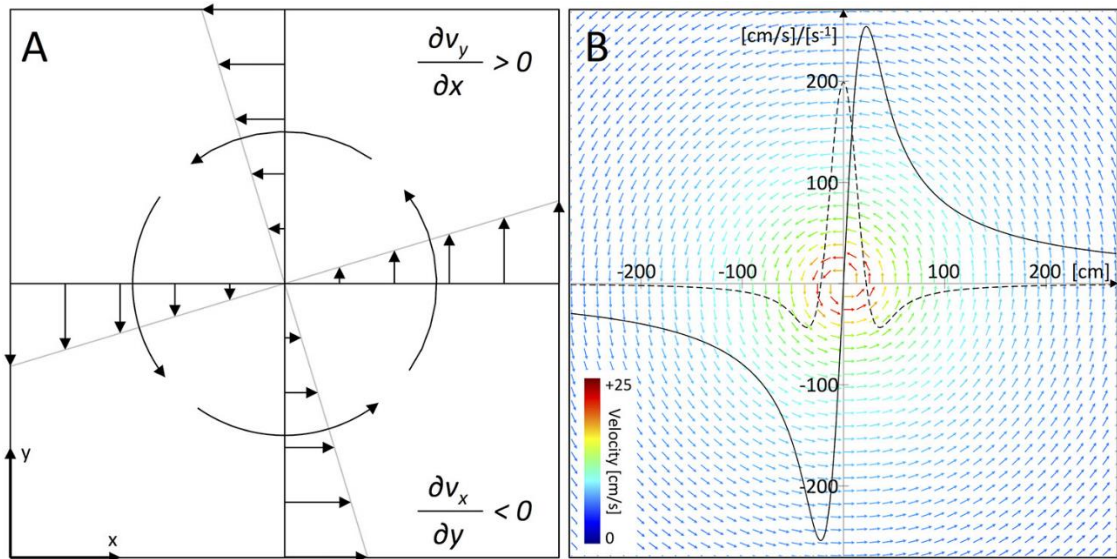 A
∂v_y
∂x
> 0
y
x
∂v_x
∂y
< 0
B
[cm/s]/[s⁻¹]
200
100
-200
-100
100
200
[cm]
-100
-200
+25
Velocity [cm/s]
0